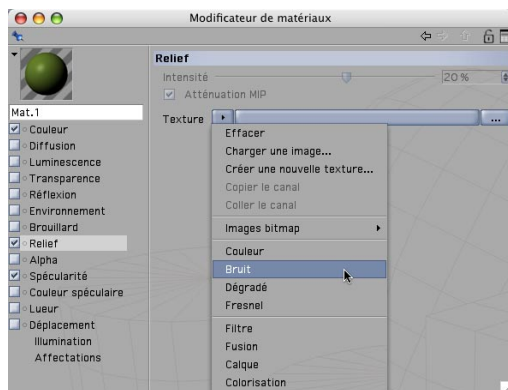 Modificateur de matériaux
Relief
Intensité 20 %
Atténuation MIP
Texture ...
Mat.1
Couleur
Diffusion
Luminescence
Transparence
Réflexion
Environnement
Brouillard
Relief
Alpha
Spécularité
Couleur spéculaire
Lueur
Déplacement
Illumination
Affectations
Effacer
Charger une image...
Créer une nouvelle texture...
Copier le canal
Coller le canal
Images bitmap
Couleur
Bruit
Dégradé
Fresnel
Filtre
Fusion
Calque
Colorisation